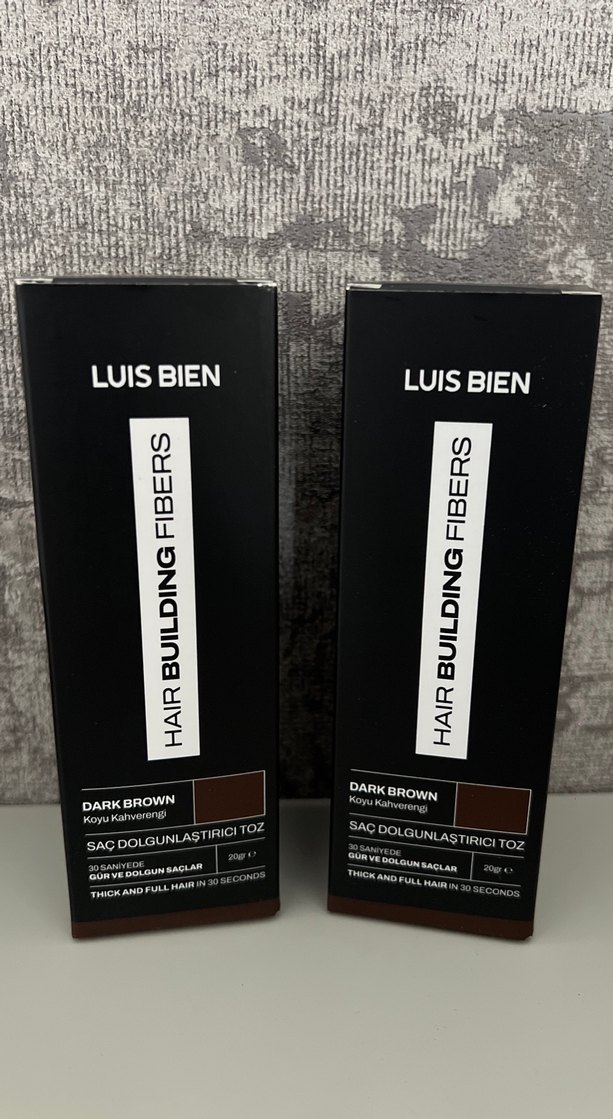 LUIS BIEN
HAIR BUILDING FIBERS
DARK BROWN
Koyu Kahverengi
SAÇ DOLGUNLAŞTIRICI TOZ
30 SANİYEDE
GÜR VE DOLGUN SAÇLAR
20gr ℮
THICK AND FULL HAIR IN 30 SECONDS
LUIS BIEN
HAIR BUILDING FIBERS
DARK BROWN
Koyu Kahverengi
SAÇ DOLGUNLAŞTIRICI TOZ
30 SANİYEDE
GÜR VE DOLGUN SAÇLAR
20gr ℮
THICK AND FULL HAIR IN 30 SECONDS